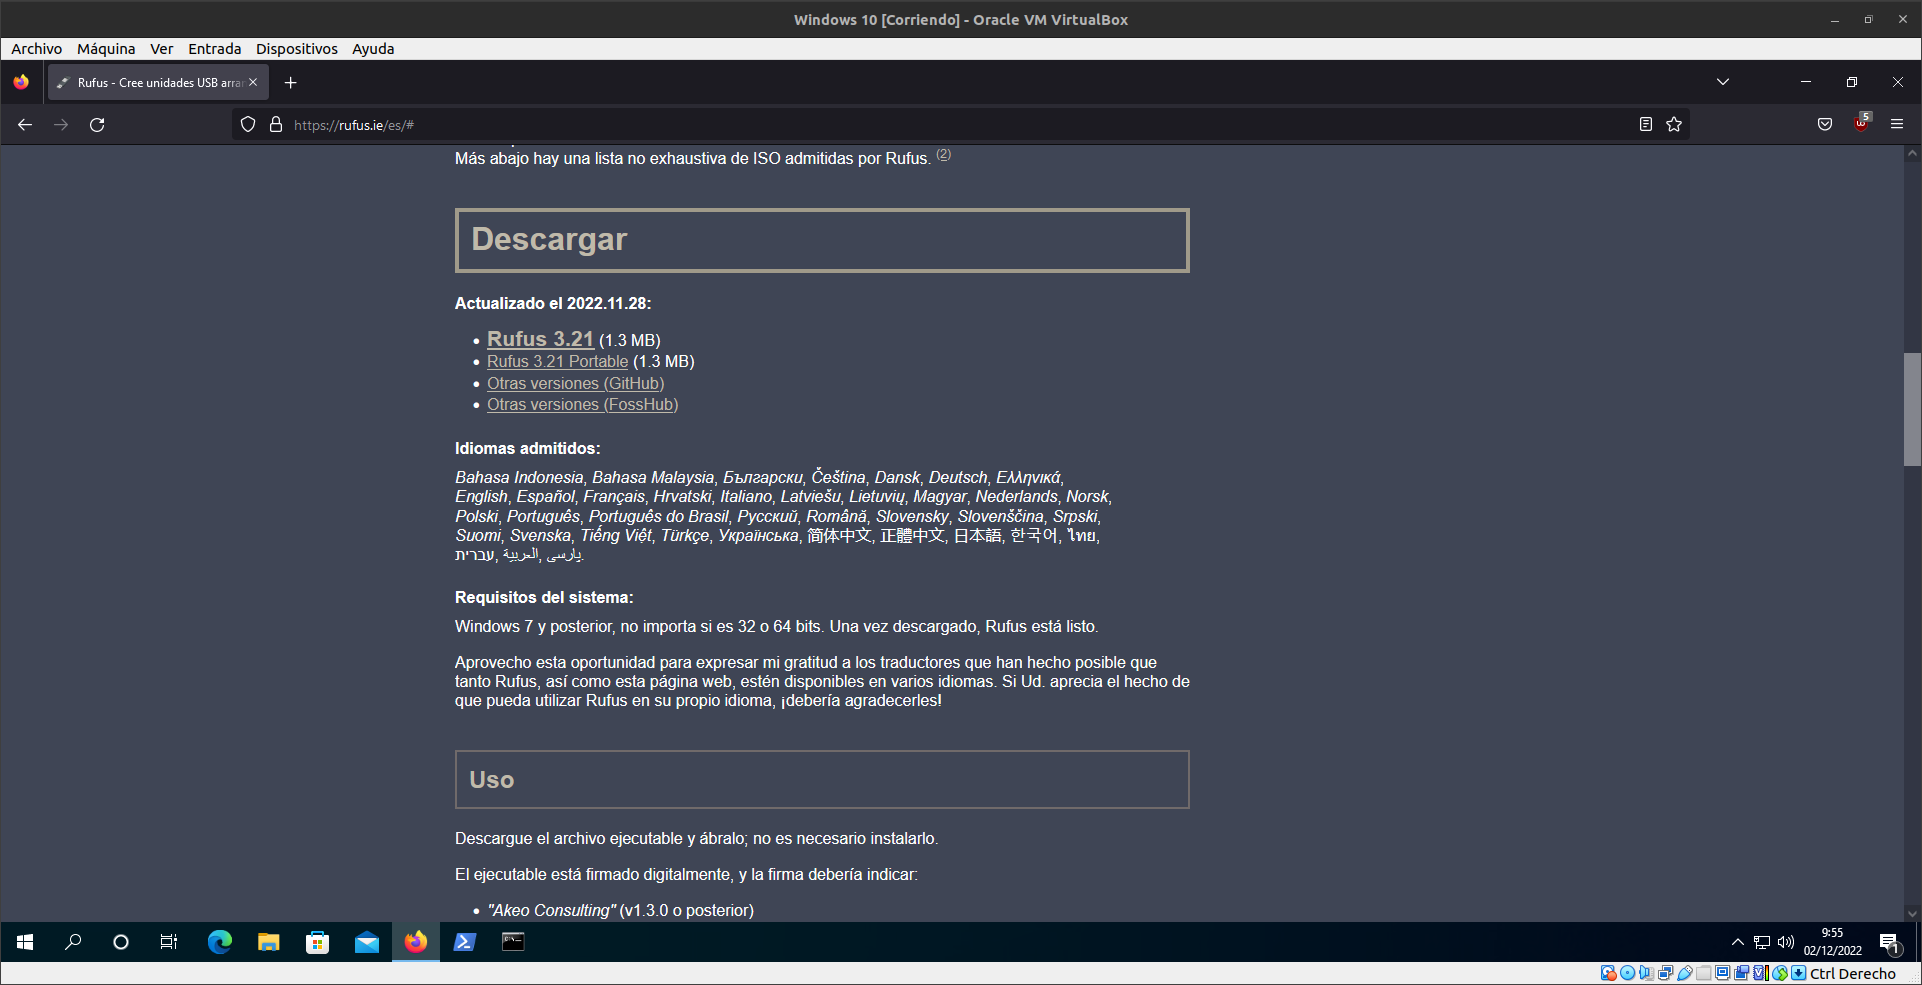 Windows 10 [Corriendo] - Oracle VM VirtualBox
Archivo Máquina Ver Entrada Dispositivos Ayuda
Rufus - Cree unidades USB arran
https://rufus.ie/es/#
5
Más abajo hay una lista no exhaustiva de ISO admitidas por Rufus. (2)
Descargar
Actualizado el 2022.11.28:
• Rufus 3.21 (1.3 MB)
• Rufus 3.21 Portable (1.3 MB)
• Otras versiones (GitHub)
• Otras versiones (FossHub)
Idiomas admitidos:
Bahasa Indonesia, Bahasa Malaysia, Български, Čeština, Dansk, Deutsch, Ελληνικά,
English, Español, Français, Hrvatski, Italiano, Latviešu, Lietuvių, Magyar, Nederlands, Norsk,
Polski, Português, Português do Brasil, Русский, Română, Slovensky, Slovenščina, Srpski,
Suomi, Svenska, Tiếng Việt, Türkçe, Українська, 简体中文, 正體中文, 日本語, 한국어, ไทย,
עברית, العربية, پارسی.
Requisitos del sistema:
Windows 7 y posterior, no importa si es 32 o 64 bits. Una vez descargado, Rufus está listo.
Aprovecho esta oportunidad para expresar mi gratitud a los traductores que han hecho posible que
tanto Rufus, así como esta página web, estén disponibles en varios idiomas. Si Ud. aprecia el hecho de
que pueda utilizar Rufus en su propio idioma, ¡debería agradecerles!
Uso
Descargue el archivo ejecutable y ábralo; no es necesario instalarlo.
El ejecutable está firmado digitalmente, y la firma debería indicar:
• "Akeo Consulting" (v1.3.0 o posterior)
9:55
02/12/2022
1
Ctrl Derecho